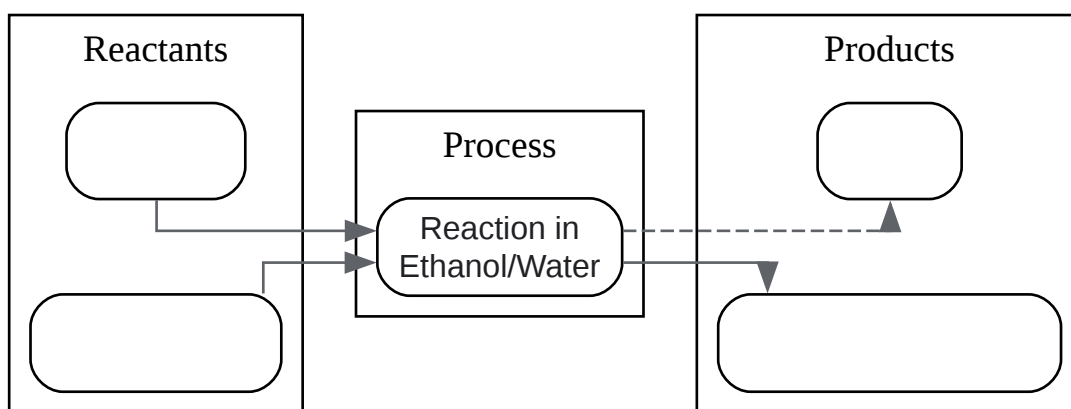 Reactants
Products
Process
Reaction in
Ethanol/Water